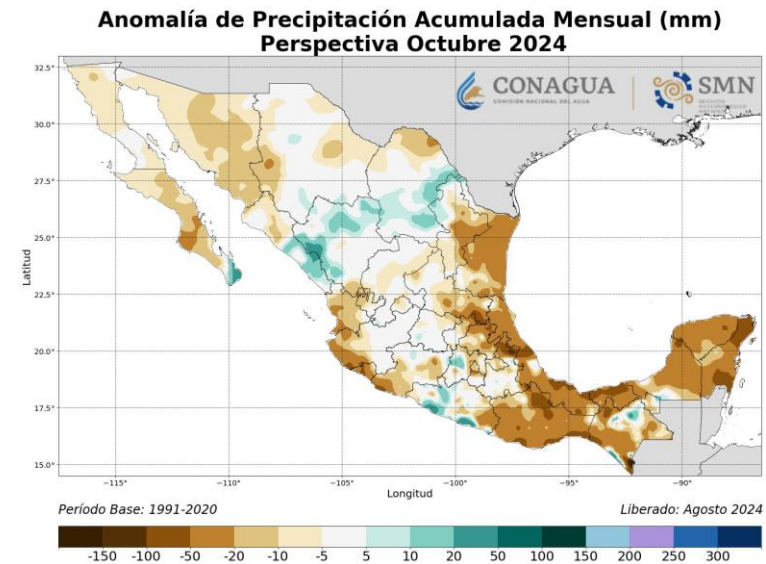 Anomalía de Precipitación Acumulada Mensual (mm)
Perspectiva Octubre 2024
CONAGUA
COMISIÓN NACIONAL DEL AGUA
SMN
SERVICIO
METEOROLÓGICO
NACIONAL
32.5°
30.0°
27.5°
25.0°
22.5°
20.0°
17.5°
15.0°
Latitud
−115°
−110°
−105°
−100°
−95°
−90°
Longitud
Período Base: 1991-2020
Liberado: Agosto 2024
-150 -100 -50 -20 -10 -5 5 10 20 50 100 150 200 250 300